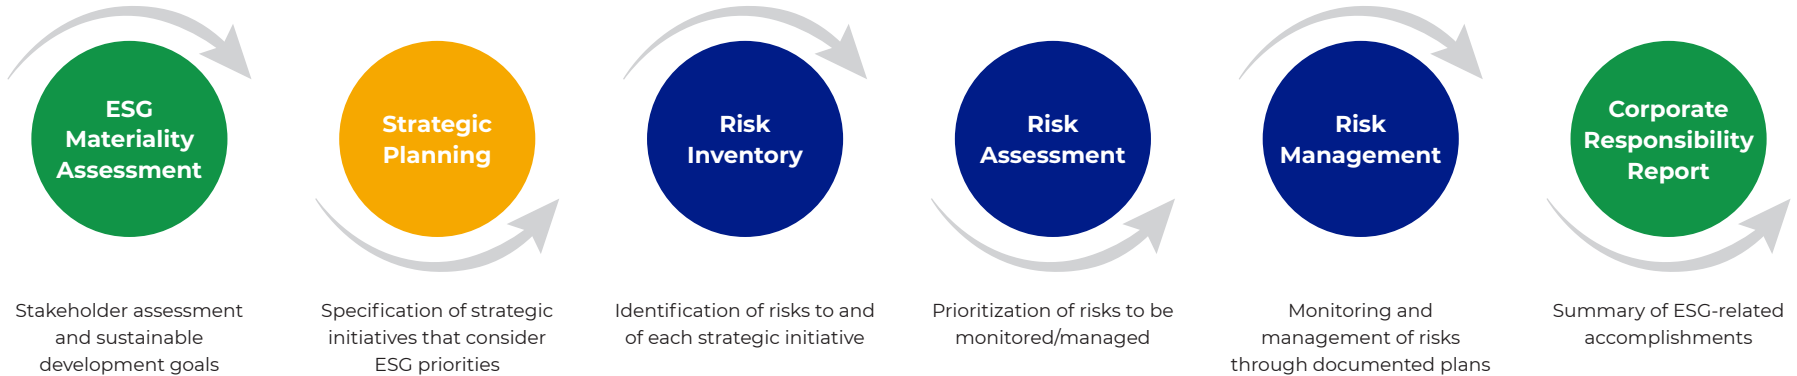 ESG
Materiality
Assessment
Stakeholder assessment
and sustainable
development goals
Strategic
Planning
Specification of strategic
initiatives that consider
ESG priorities
Risk
Inventory
Identification of risks to and
of each strategic initiative
Risk
Assessment
Prioritization of risks to be
monitored/managed
Risk
Management
Monitoring and
management of risks
through documented plans
Corporate
Responsibility
Report
Summary of ESG-related
accomplishments